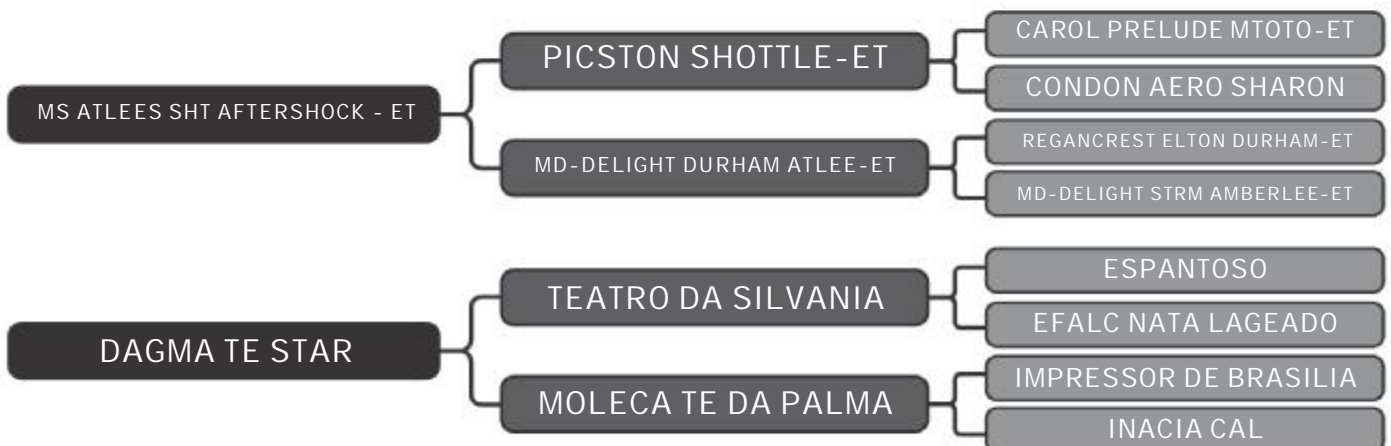 MS ATLEES SHT AFTERSHOCK - ET
PICSTON SHOTTLE-ET
CAROL PRELUDE MTOTO-ET
CONDON AERO SHARON
MD-DELIGHT DURHAM ATLEE-ET
REGANCREST ELTON DURHAM-ET
MD-DELIGHT STRM AMBERLEE-ET
DAGMA TE STAR
TEATRO DA SILVANIA
ESPANTOSO
EFALC NATA LAGEADO
MOLECA TE DA PALMA
IMPRESSOR DE BRASILIA
INACIA CAL